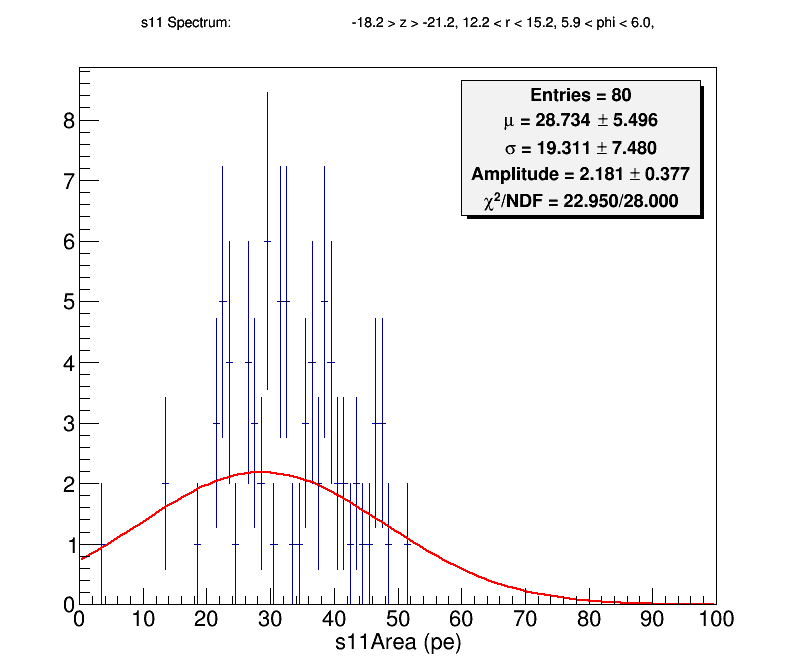 s11 Spectrum: -18.2 > z > -21.2, 12.2 < r < 15.2, 5.9 < phi < 6.0,
Entries = 80
μ = 28.734 ± 5.496
σ = 19.311 ± 7.480
Amplitude = 2.181 ± 0.377
χ²/NDF = 22.950/28.000
8
7
6
5
4
3
2
1
0
0 10 20 30 40 50 60 70 80 90 100
s11Area (pe)